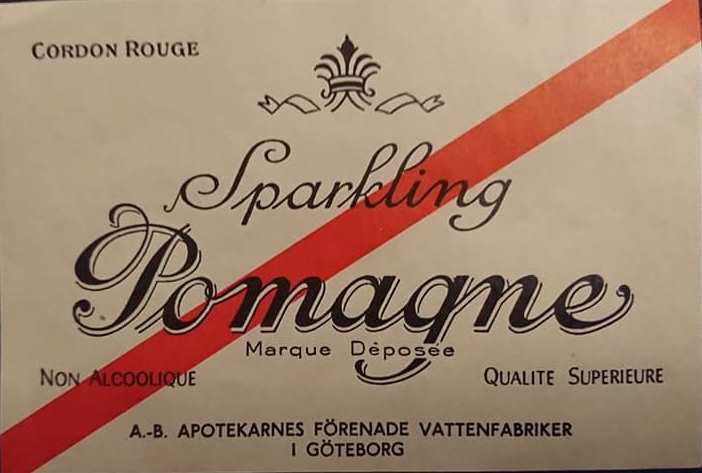 CORDON ROUGE
Sparkling
Pomagne
Marque Déposée
NON ALCOOLIQUE
QUALITE SUPERIEURE
A.-B. APOTEKARNES FÖRENADE VATTENFABRIKER
I GÖTEBORG